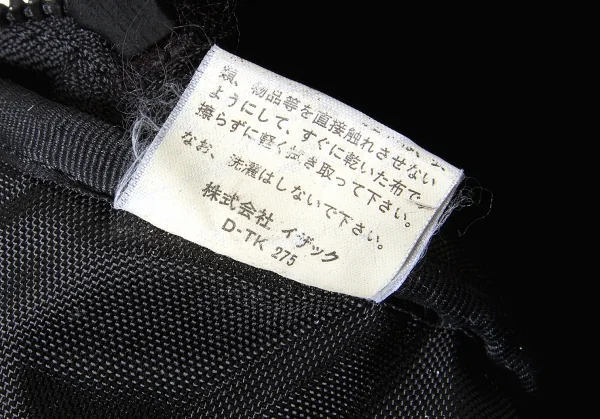 類、物品等を直接触れさせない
ようにして、すぐに乾いた布で
擦らずに軽く拭き取って下さい。
なお、洗濯はしないで下さい。
株式会社 イザック
D-TK 275